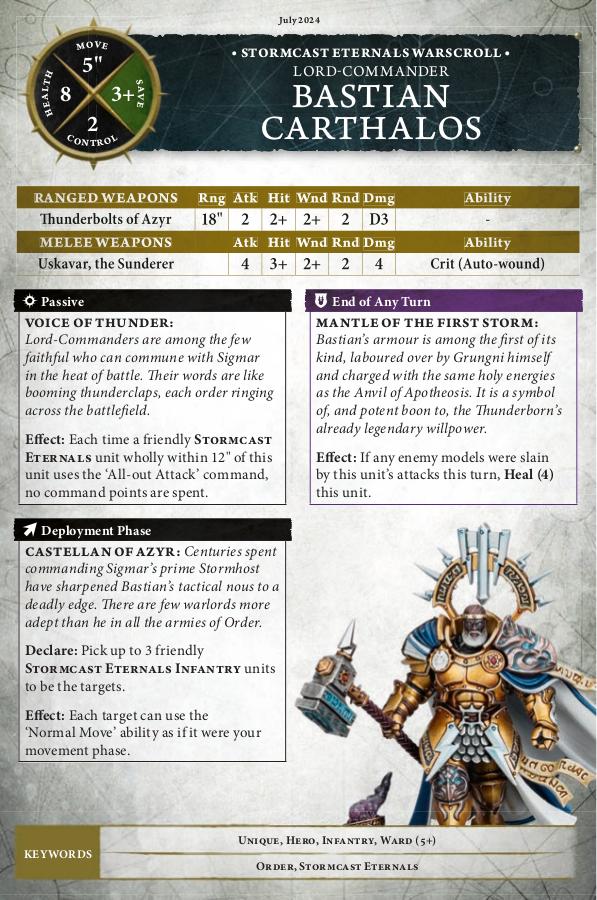 July 2024
• STORMCAST ETERNALS WARSCROLL •
LORD-COMMANDER
BASTIAN
CARTHALOS
MOVE
5"
HEALTH
8
3+
SAVE
2
CONTROL
RANGED WEAPONS Rng Atk Hit Wnd Rnd Dmg Ability
Thunderbolts of Azyr 18" 2 2+ 2+ 2 D3 -
MELEE WEAPONS Atk Hit Wnd Rnd Dmg Ability
Uskavar, the Sunderer 4 3+ 2+ 2 4 Crit (Auto-wound)
Passive
VOICE OF THUNDER:
Lord-Commanders are among the few
faithful who can commune with Sigmar
in the heat of battle. Their words are like
booming thunderclaps, each order ringing
across the battlefield.
Effect: Each time a friendly STORMCAST
ETERNALS unit wholly within 12" of this
unit uses the ‘All-out Attack’ command,
no command points are spent.
End of Any Turn
MANTLE OF THE FIRST STORM:
Bastian’s armour is among the first of its
kind, laboured over by Grungni himself
and charged with the same holy energies
as the Anvil of Apotheosis. It is a symbol
of, and potent boon to, the Thunderborn’s
already legendary willpower.
Effect: If any enemy models were slain
by this unit’s attacks this turn, Heal (4)
this unit.
Deployment Phase
CASTELLAN OF AZYR: Centuries spent
commanding Sigmar’s prime Stormhost
have sharpened Bastian’s tactical nous to a
deadly edge. There are few warlords more
adept than he in all the armies of Order.
Declare: Pick up to 3 friendly
STORMCAST ETERNALS INFANTRY units
to be the targets.
Effect: Each target can use the
‘Normal Move’ ability as if it were your
movement phase.
KEYWORDS
UNIQUE, HERO, INFANTRY, WARD (5+)
ORDER, STORMCAST ETERNALS